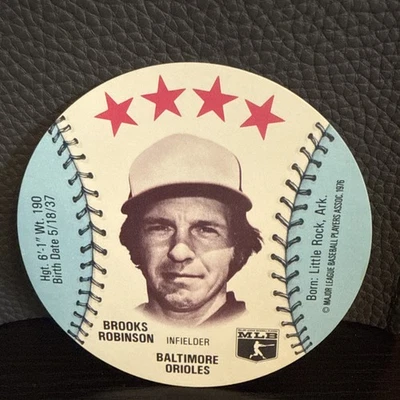 Hgt. 6'-1" Wt. 190
Birth Date 5/18/37
BROOKS
ROBINSON
INFIELDER
BALTIMORE
ORIOLES
MLB
Born: Little Rock, Ark.
© MAJOR LEAGUE BASEBALL PLAYERS ASSOC. 1976